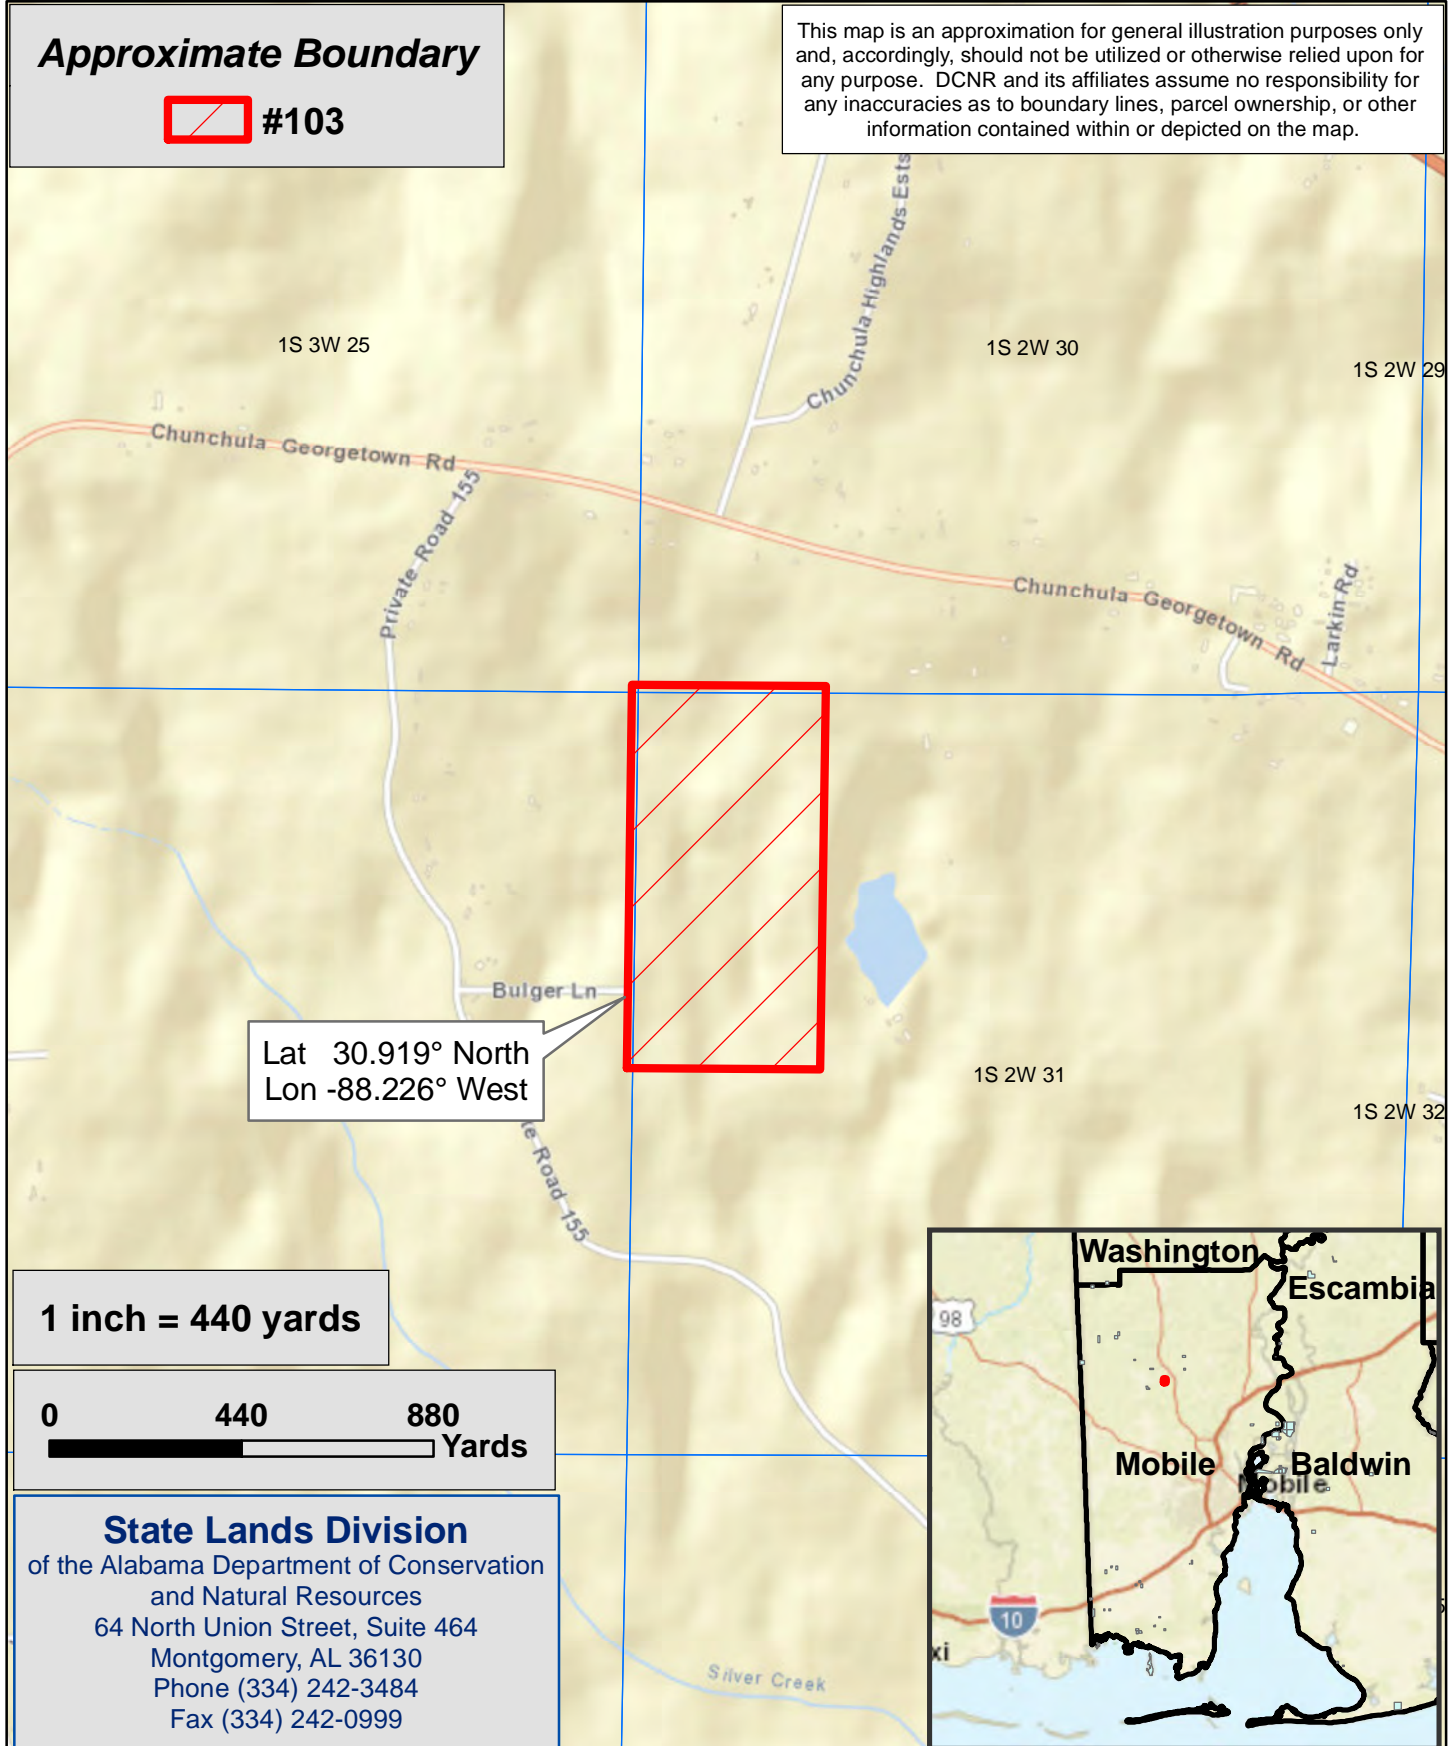 Approximate Boundary
#103
This map is an approximation for general illustration purposes only
and, accordingly, should not be utilized or otherwise relied upon for
any purpose. DCNR and its affiliates assume no responsibility for
any inaccuracies as to boundary lines, parcel ownership, or other
information contained within or depicted on the map.
Chunchula Highlands Ests
1S 3W 25
1S 2W 30
1S 2W 29
Chunchula Georgetown Rd
Private Road 155
Chunchula Georgetown Rd
Larkin Rd
Bulger Ln
Lat 30.919° North
Lon -88.226° West
1S 2W 31
1S 2W 32
te Road 155
1 inch = 440 yards
0 440 880
Yards
State Lands Division
of the Alabama Department of Conservation
and Natural Resources
64 North Union Street, Suite 464
Montgomery, AL 36130
Phone (334) 242-3484
Fax (334) 242-0999
Silver Creek
Washington
Escambia
98
Mobile
Baldwin
Mobile
10
xi